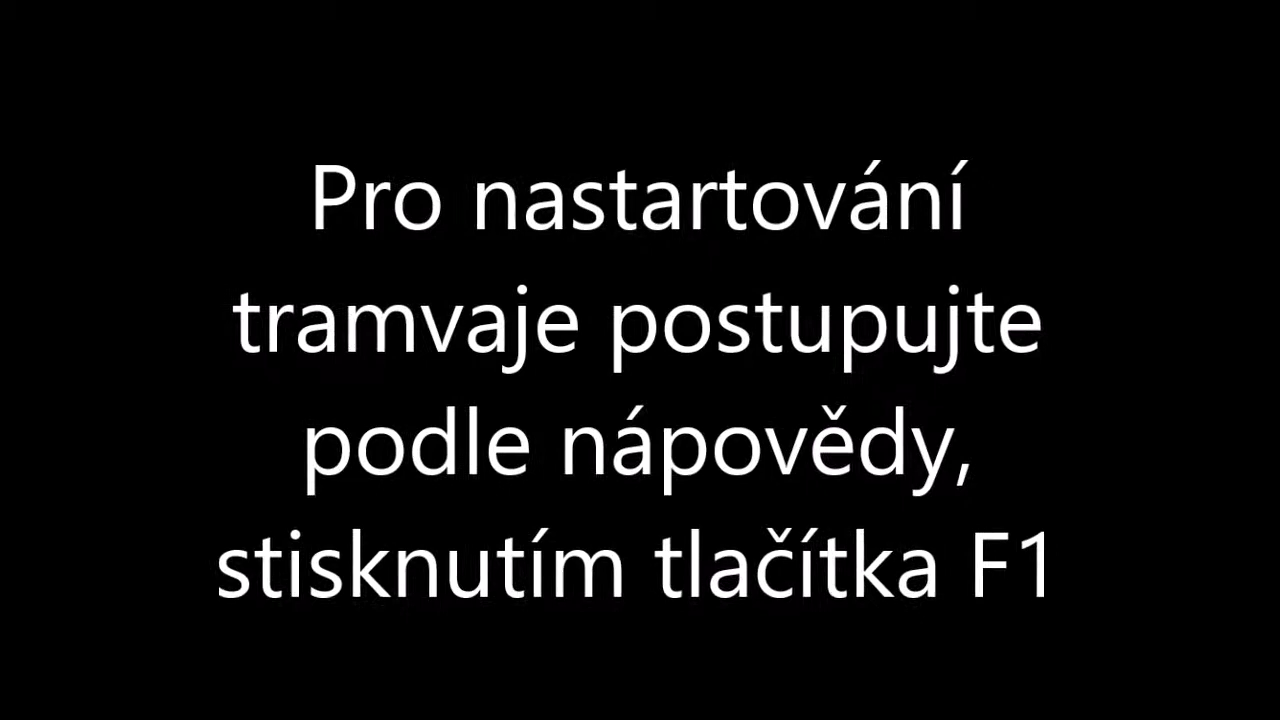 Pro nastartování
tramvaje postupujte
podle nápovědy,
stisknutím tlačítka F1